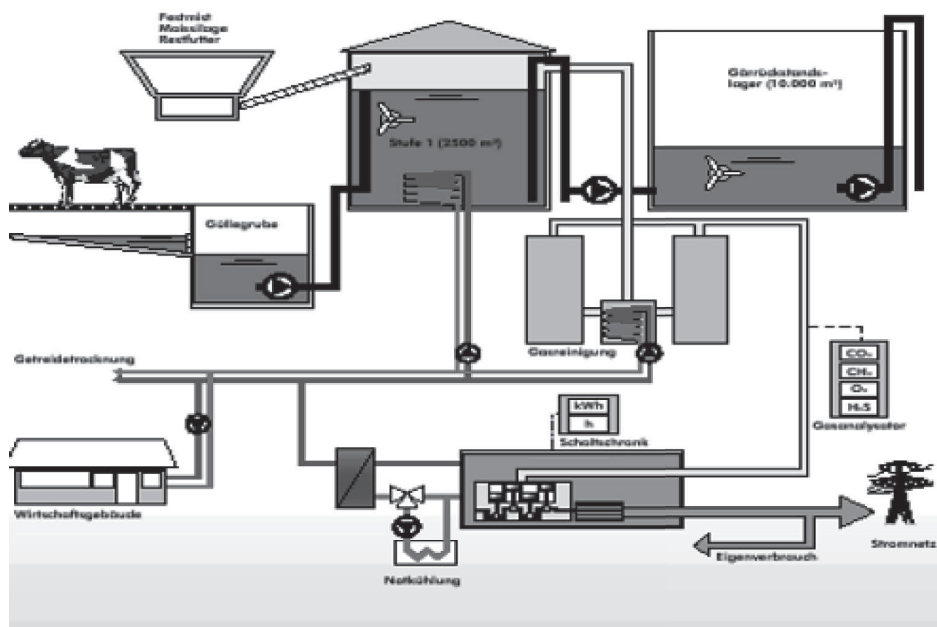 Festmist
Maissilage
Restfutter
Gärrückstands-
lager (10.000 m³)
Stufe 1 (2500 m³)
Güllegrube
Gasreinigung
Getreidetrocknung
CO₂
CH₄
O₂
H₂S
Gasanalysator
kWh
h
Schaltschrank
Wirtschaftsgebäude
Notkühlung
Eigenverbrauch
Stromnetz